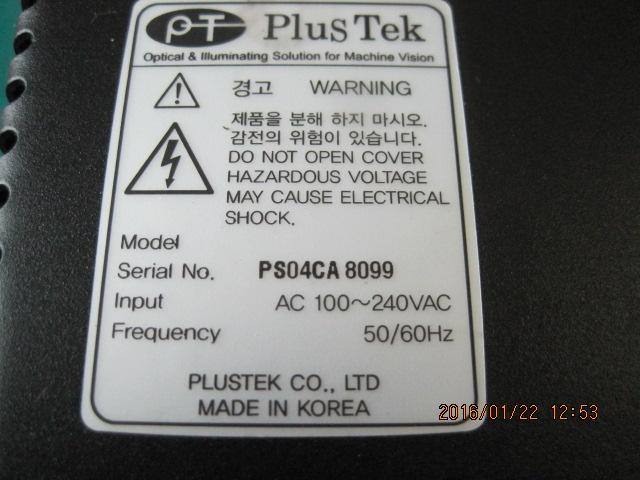 PT PlusTek
Optical & Illuminating Solution for Machine Vision
경고 WARNING
제품을 분해 하지 마시오.
감전의 위험이 있습니다.
DO NOT OPEN COVER
HAZARDOUS VOLTAGE
MAY CAUSE ELECTRICAL
SHOCK.
Model
Serial No. PS04CA 8099
Input AC 100~240VAC
Frequency 50/60Hz
PLUSTEK CO., LTD
MADE IN KOREA
2016/01/22 12:53